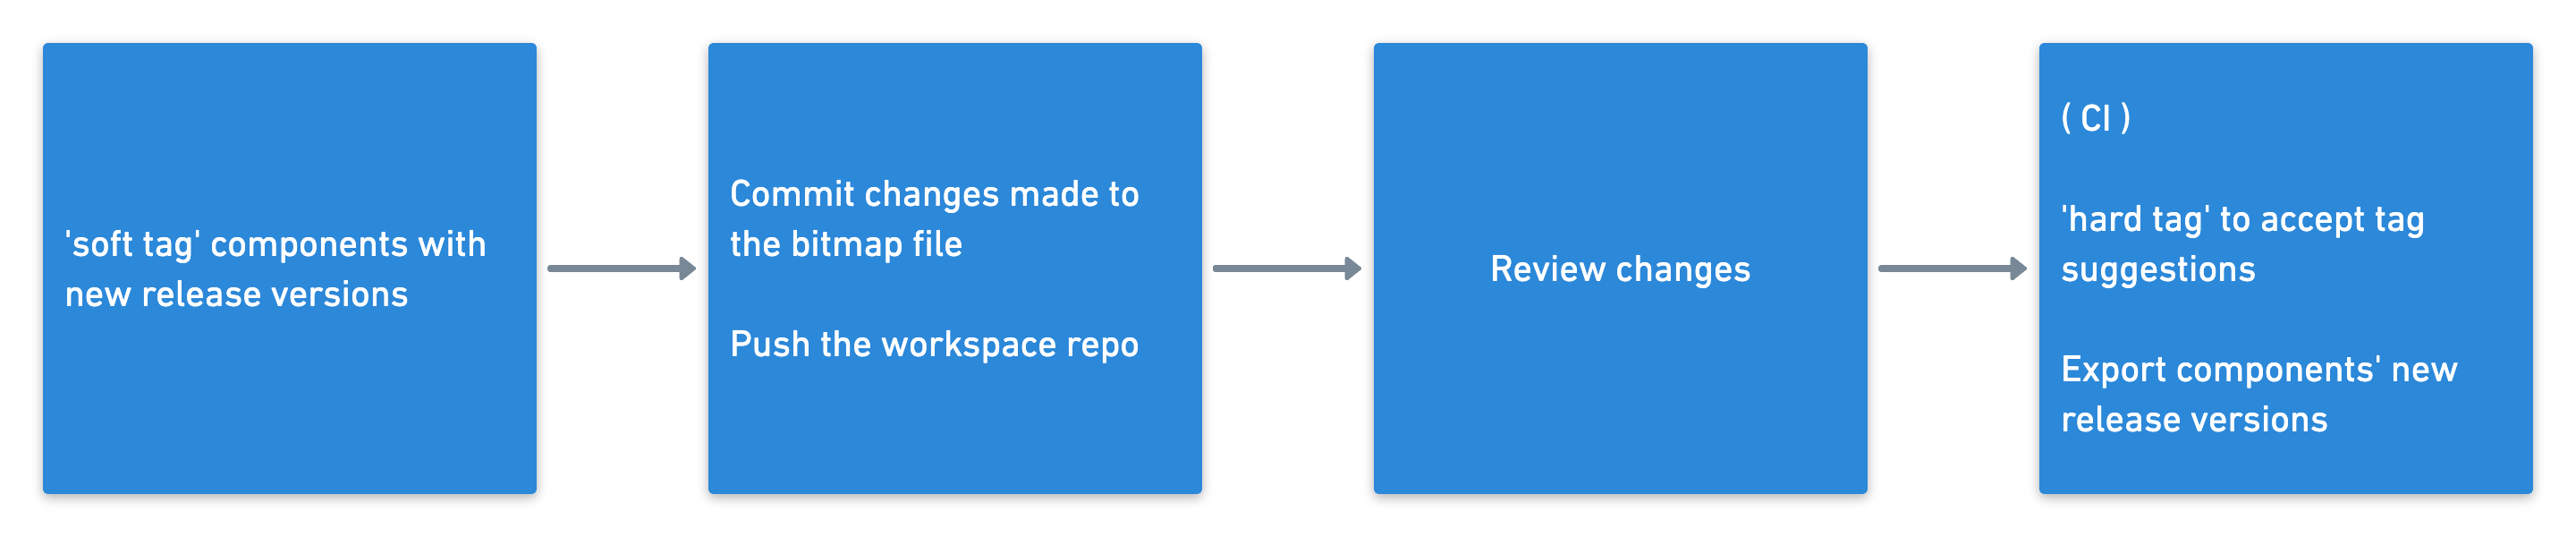 'soft tag' components with
new release versions
Commit changes made to
the bitmap file
Push the workspace repo
Review changes
( CI )
'hard tag' to accept tag
suggestions
Export components' new
release versions